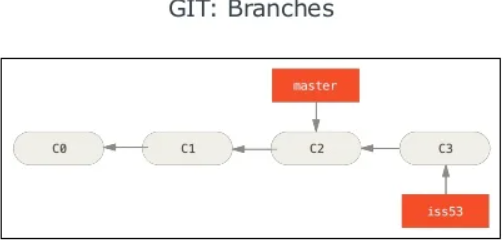 GIT: Branches
master
C0 C1 C2 C3
iss53